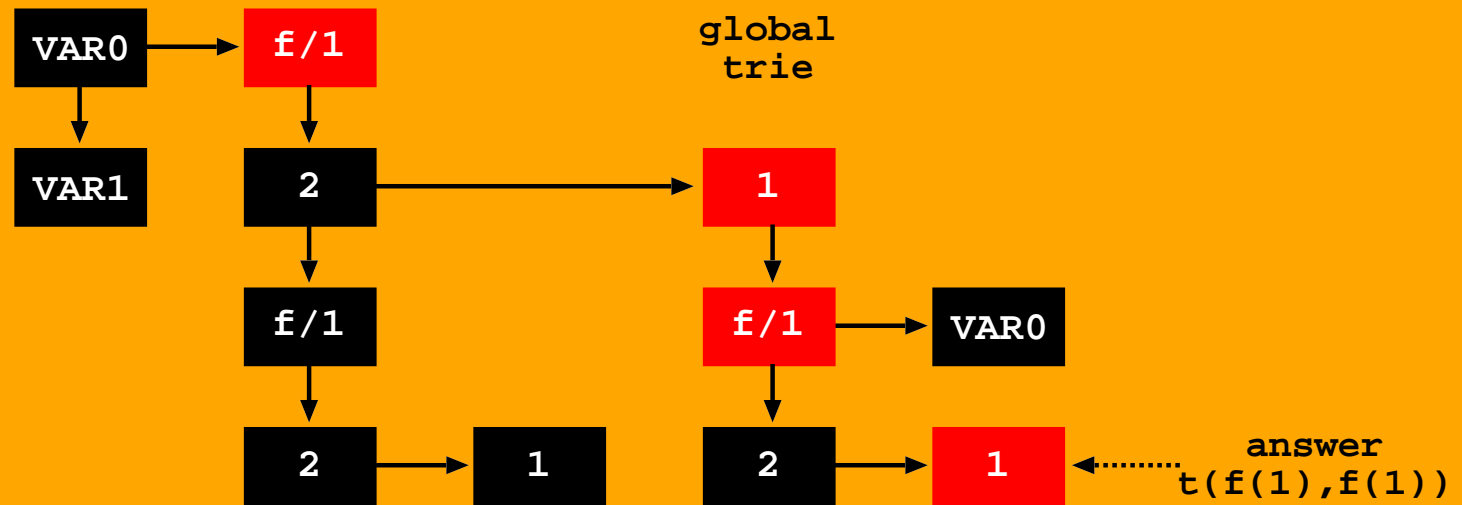 VAR0
f/1
global
trie
VAR1
2
1
f/1
f/1
VAR0
2
1
2
1
answer
t(f(1),f(1))